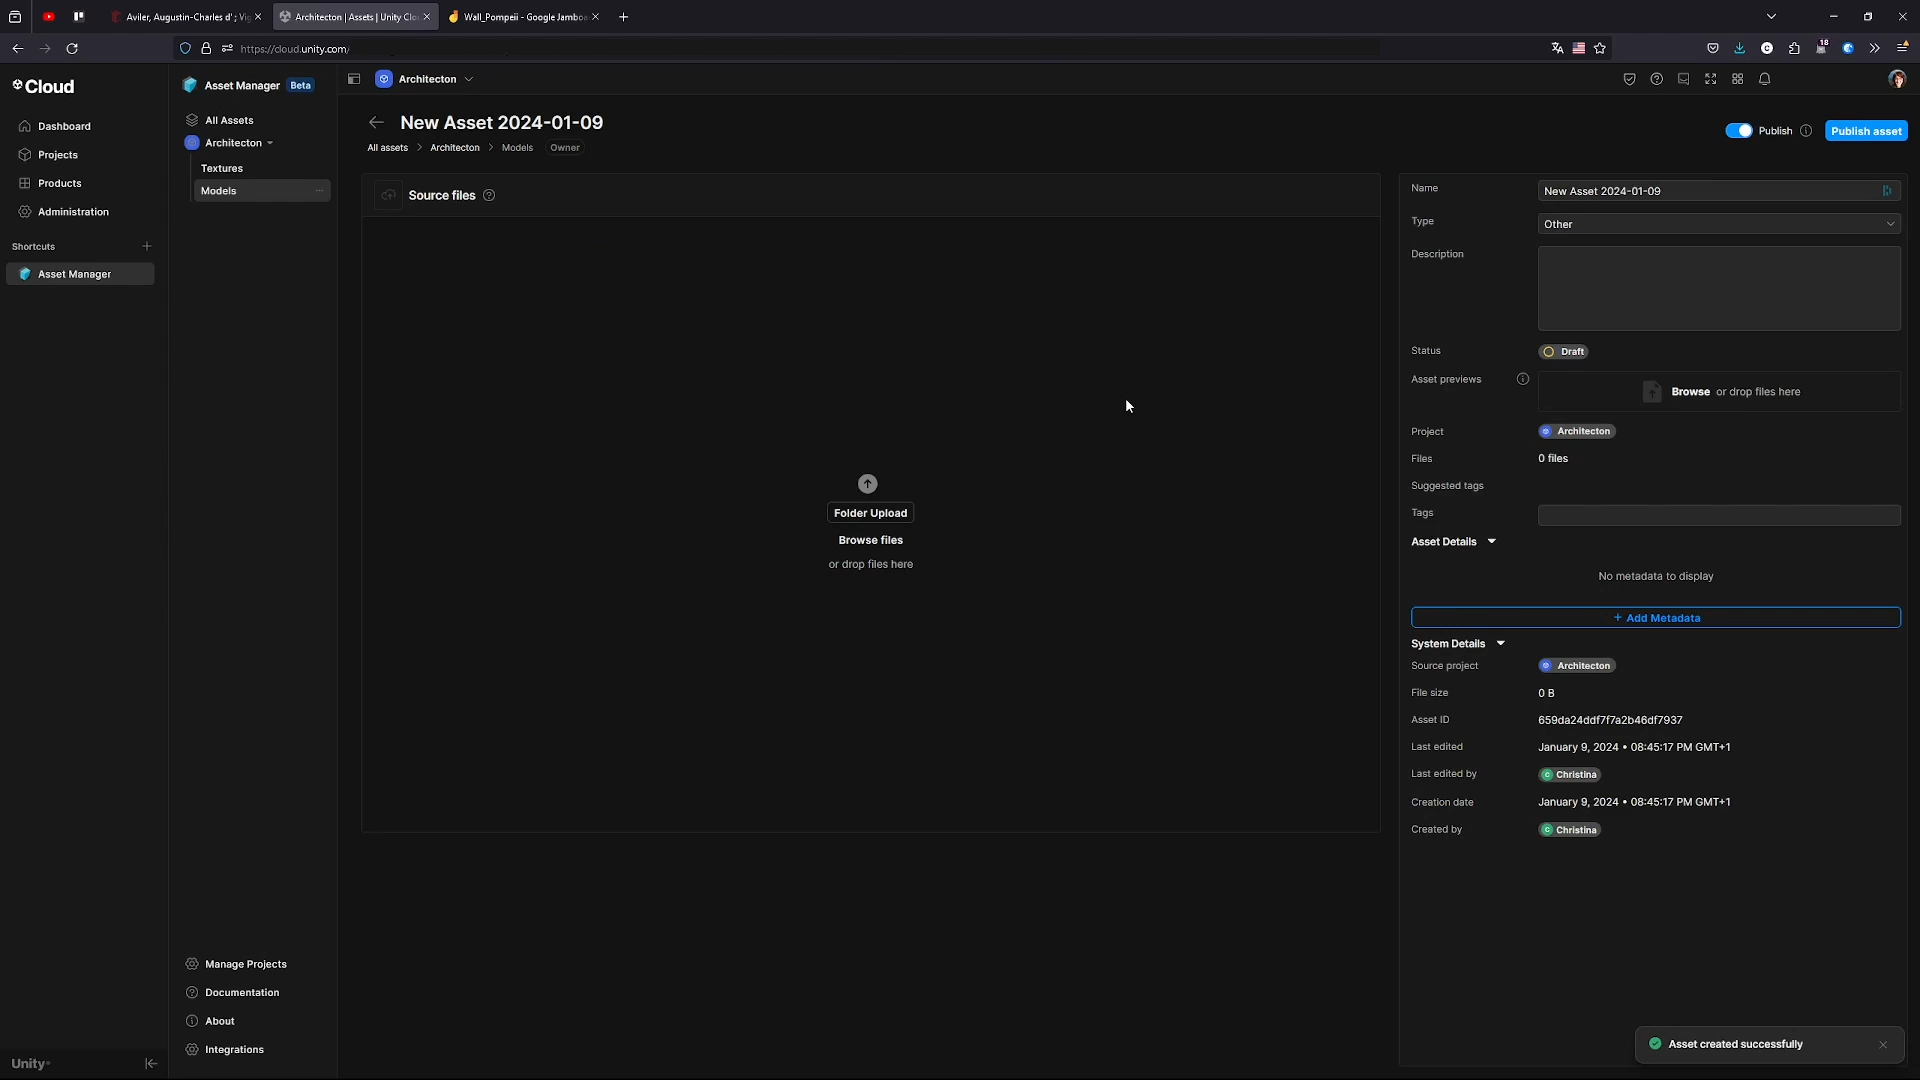 Aviler, Augustin-Charles d' ; Vig
Architecton | Assets | Unity Clo
Wall_Pompeii - Google Jamboa
https://cloud.unity.com/
18
Cloud
Dashboard
Projects
Products
Administration
Shortcuts
Asset Manager
Unity
Asset Manager Beta
All Assets
Architecton
Textures
Models
Manage Projects
Documentation
About
Integrations
Architecton
New Asset 2024-01-09
All assets > Architecton > Models Owner
Publish
Publish asset
Source files
Folder Upload
Browse files
or drop files here
Name New Asset 2024-01-09
Type Other
Description
Status Draft
Asset previews Browse or drop files here
Project Architecton
Files 0 files
Suggested tags
Tags
Asset Details
No metadata to display
+ Add Metadata
System Details
Source project Architecton
File size 0 B
Asset ID 659da24ddf7f7a2b46df7937
Last edited January 9, 2024 • 08:45:17 PM GMT+1
Last edited by C Christina
Creation date January 9, 2024 • 08:45:17 PM GMT+1
Created by C Christina
Asset created successfully